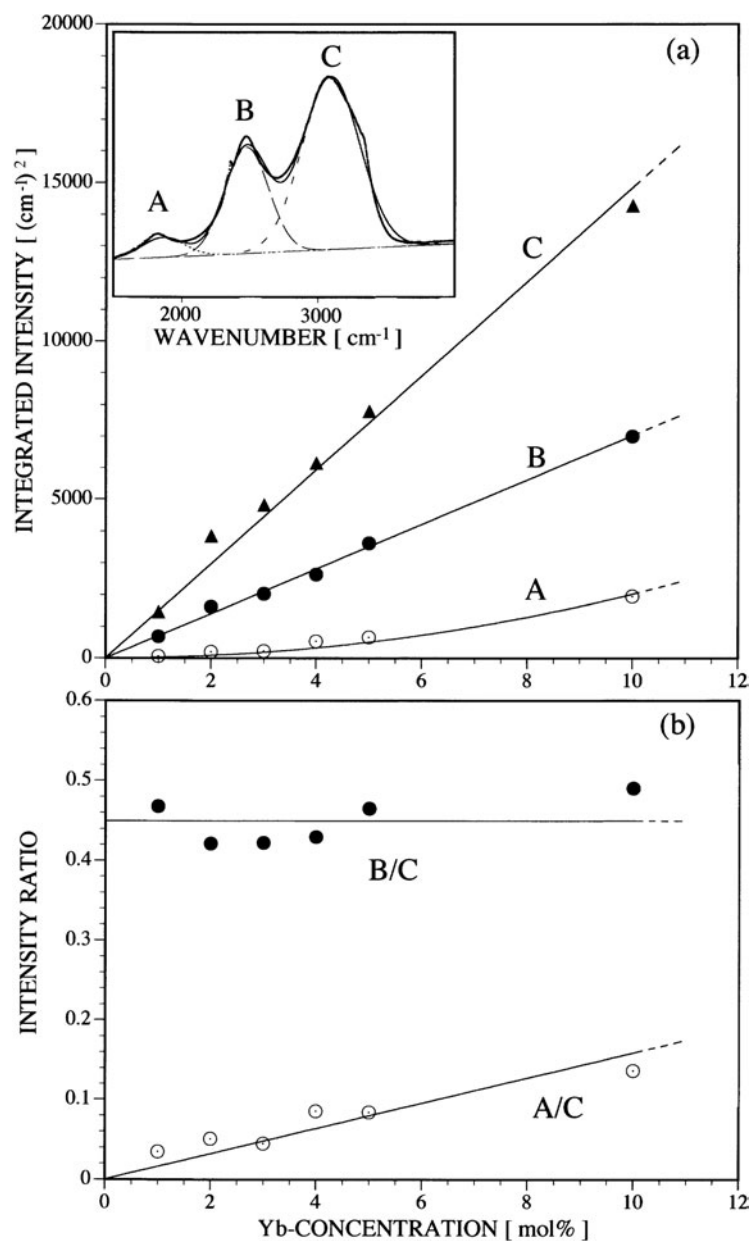 (a)
20000
15000
10000
5000
0
INTEGRATED INTENSITY [ (cm⁻¹) ² ]
A
B
C
2000
3000
WAVENUMBER [ cm⁻¹ ]
C
B
A
0
2
4
6
8
10
12
(b)
0.6
0.5
0.4
0.3
0.2
0.1
0
INTENSITY RATIO
B/C
A/C
0
2
4
6
8
10
12
Yb-CONCENTRATION [ mol% ]